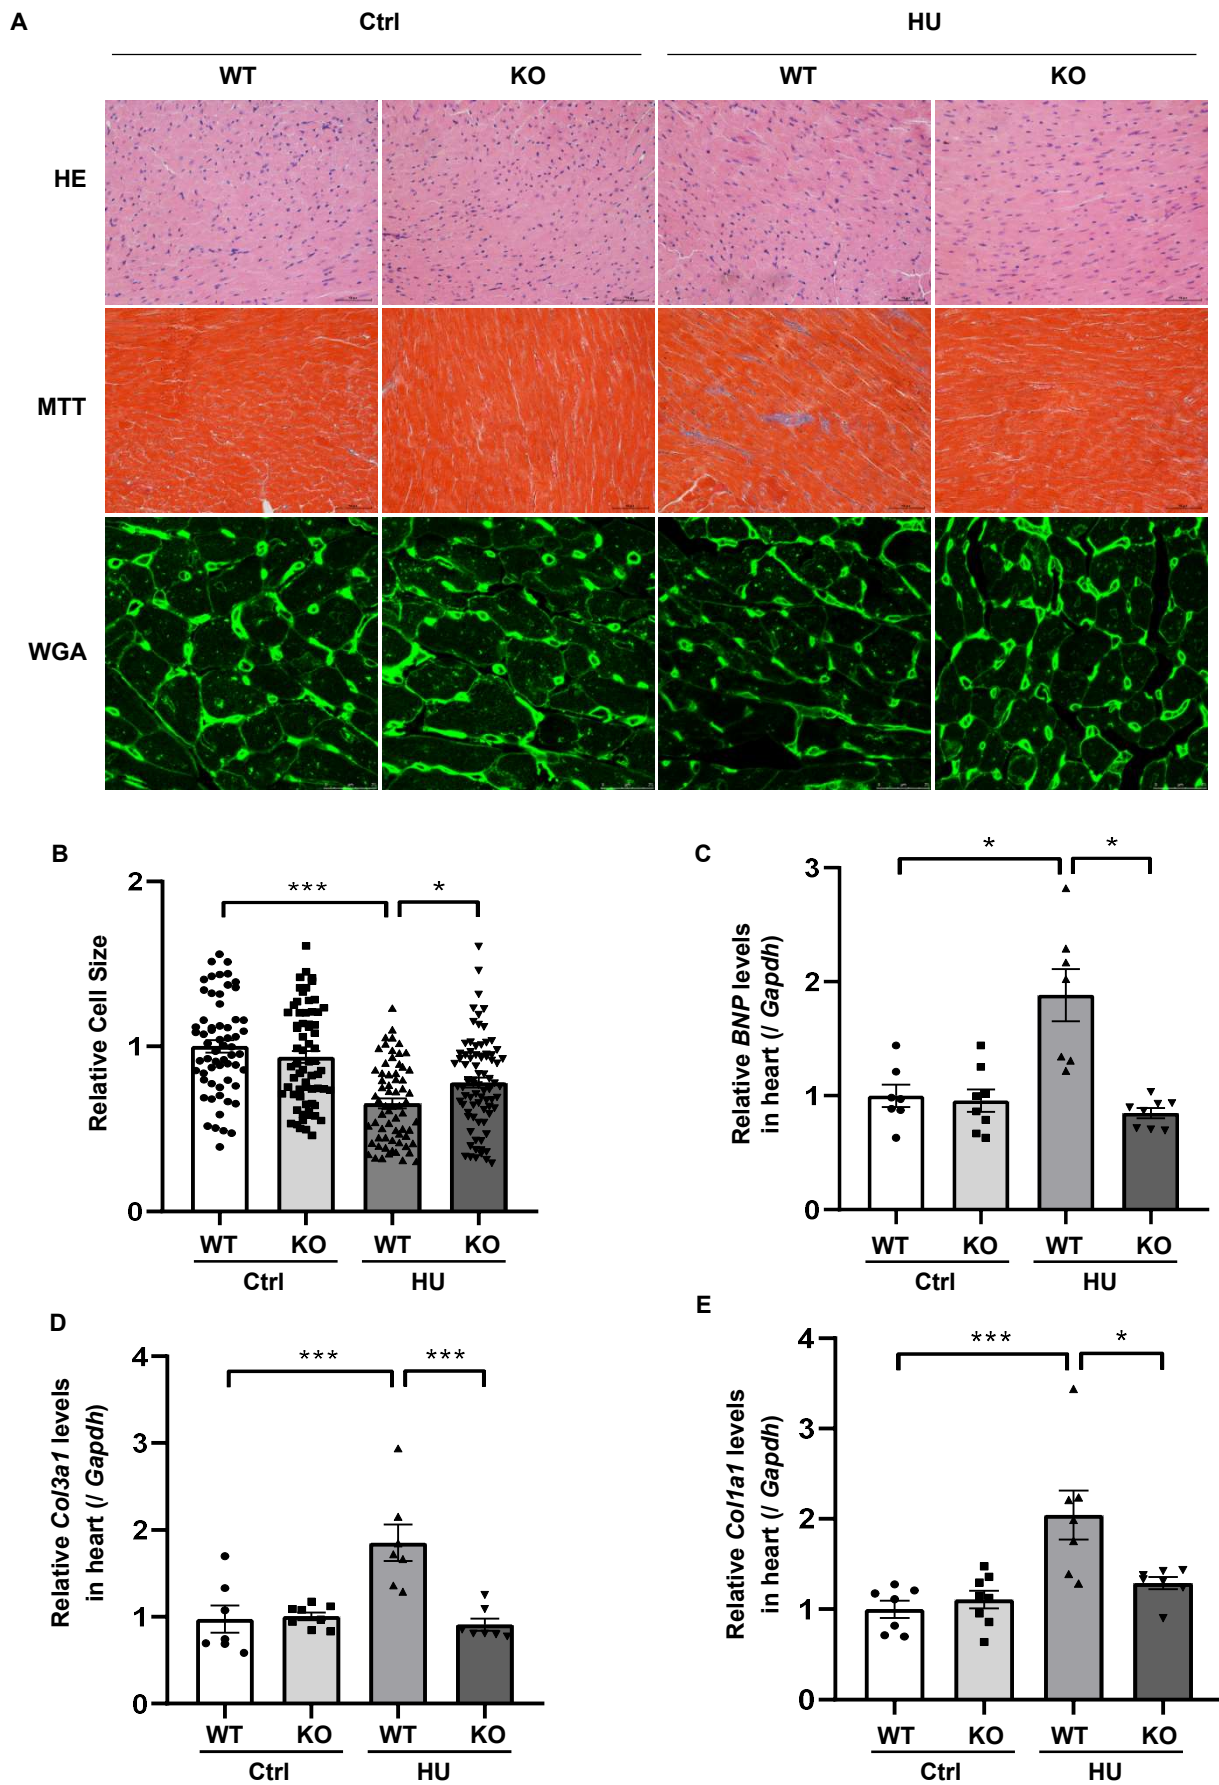 A
Ctrl
HU
WT
KO
WT
KO
HE
MTT
WGA
B
Relative Cell Size
2
1
0
***
*
WT
KO
WT
KO
Ctrl
HU
C
Relative BNP levels
in heart (/ Gapdh)
3
2
1
0
*
*
WT
KO
WT
KO
Ctrl
HU
D
Relative Col3a1 levels
in heart (/ Gapdh)
4
3
2
1
0
***
***
WT
KO
WT
KO
Ctrl
HU
E
Relative Col1a1 levels
in heart (/ Gapdh)
4
3
2
1
0
***
*
WT
KO
WT
KO
Ctrl
HU